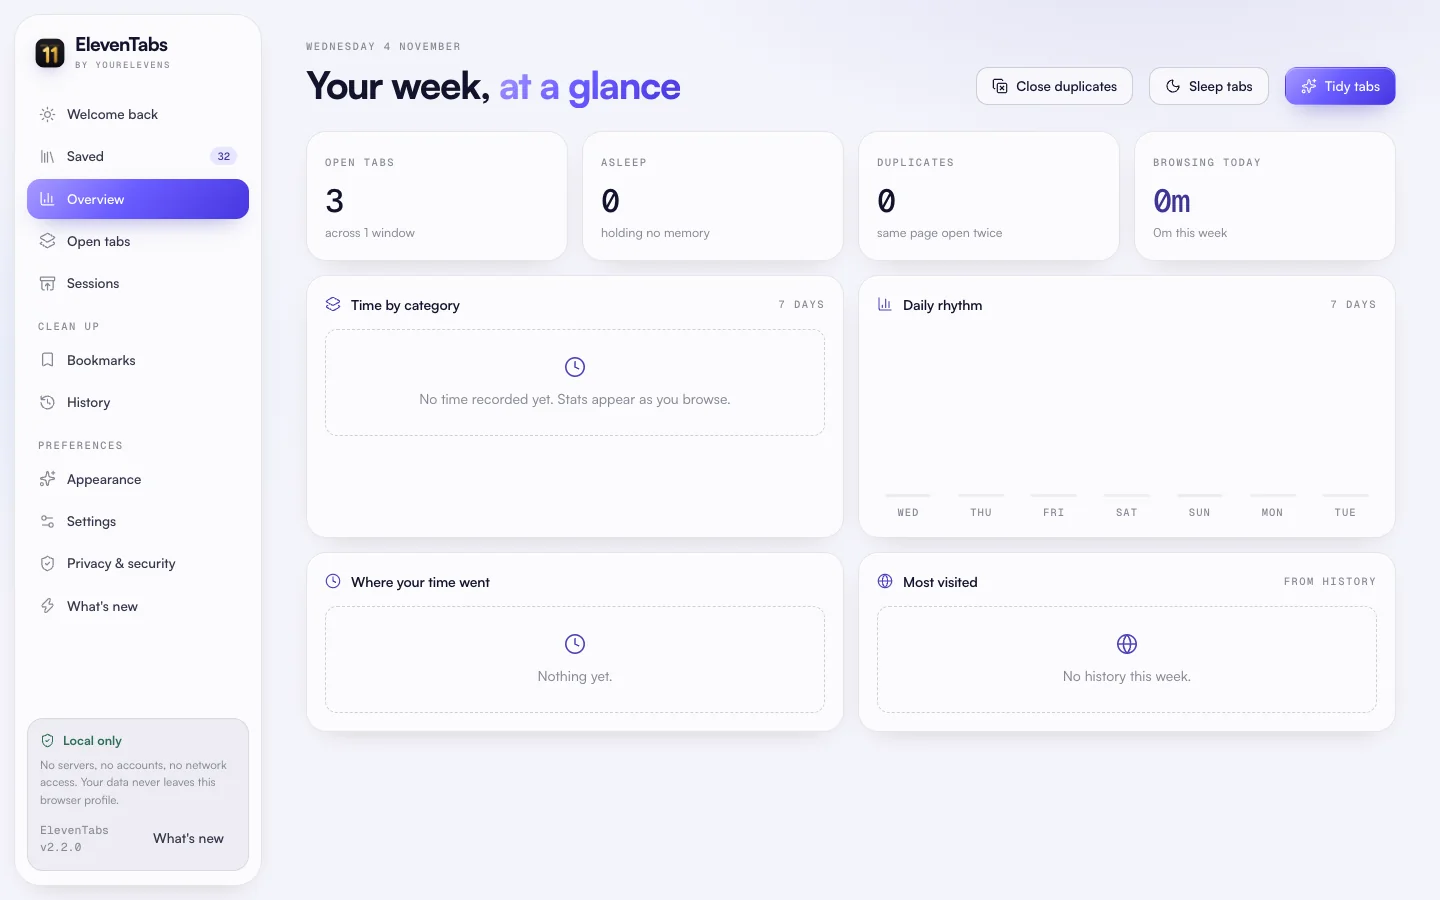 ElevenTabs
BY YOURELEVENS
Welcome back
Saved
32
Overview
Open tabs
Sessions
CLEAN UP
Bookmarks
History
PREFERENCES
Appearance
Settings
Privacy & security
What's new
Local only
No servers, no accounts, no network
access. Your data never leaves this
browser profile.
ElevenTabs
v2.2.0
What's new
WEDNESDAY 4 NOVEMBER
Your week, at a glance
Close duplicates
Sleep tabs
Tidy tabs
OPEN TABS
3
across 1 window
ASLEEP
0
holding no memory
DUPLICATES
0
same page open twice
BROWSING TODAY
0m
0m this week
Time by category
7 DAYS
No time recorded yet. Stats appear as you browse.
Daily rhythm
7 DAYS
WED THU FRI SAT SUN MON TUE
Where your time went
Nothing yet.
Most visited
FROM HISTORY
No history this week.